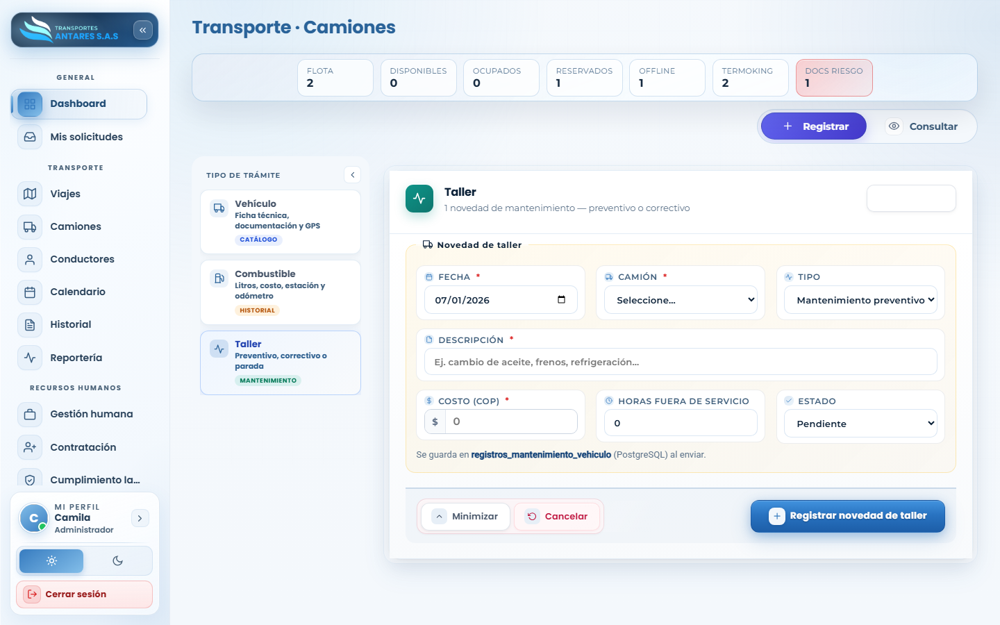 TRANSPORTES
ANTARES S.A.S
GENERAL
Dashboard
Mis solicitudes
TRANSPORTE
Viajes
Camiones
Conductores
Calendario
Historial
Reportería
RECURSOS HUMANOS
Gestión humana
Contratación
Cumplimiento la...
C
MI PERFIL
Camila
Administrador
Cerrar sesión
Transporte · Camiones
FLOTA
2
DISPONIBLES
0
OCUPADOS
0
RESERVADOS
1
OFFLINE
1
TERMOKING
2
DOCS RIESGO
1
Registrar
Consultar
TIPO DE TRÁMITE
Vehículo
Ficha técnica,
documentación y GPS
CATÁLOGO
Combustible
Litros, costo, estación y
odómetro
HISTORIAL
Taller
Preventivo, correctivo o
parada
MANTENIMIENTO
Taller
1 novedad de mantenimiento — preventivo o correctivo
Novedad de taller
FECHA *
07/01/2026
CAMIÓN *
Seleccione...
TIPO
Mantenimiento preventivo
DESCRIPCIÓN *
Ej. cambio de aceite, frenos, refrigeración...
COSTO (COP) *
$ 0
HORAS FUERA DE SERVICIO
0
ESTADO
Pendiente
Se guarda en registros_mantenimiento_vehiculo (PostgreSQL) al enviar.
Minimizar
Cancelar
Registrar novedad de taller